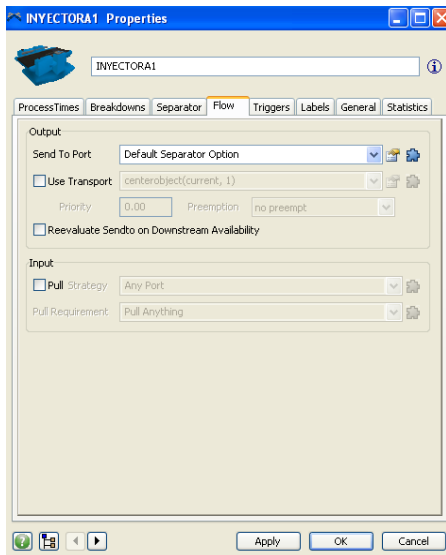 INYECTORA1 Properties
INYECTORA1
ProcessTimes Breakdowns Separator Flow Triggers Labels General Statistics
Output
Send To Port Default Separator Option
Use Transport centerobject(current, 1)
Priority 0.00 Preemption no preempt
Reevaluate Sendto on Downstream Availability
Input
Pull Strategy Any Port
Pull Requirement Pull Anything
Apply OK Cancel